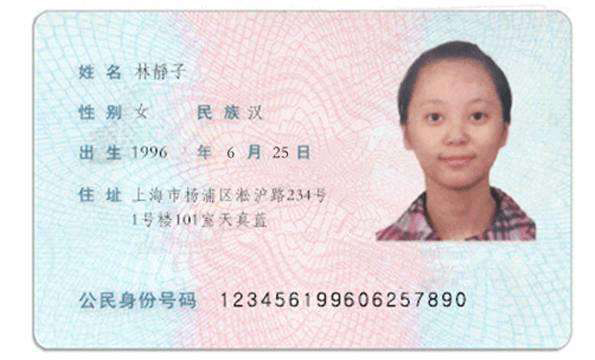 姓名 林静子
性别 女 民族 汉
出生 1996 年 6 月 25 日
住址 上海市杨浦区淞沪路234号
1号楼101室天真蓝
公民身份号码 123456199606257890